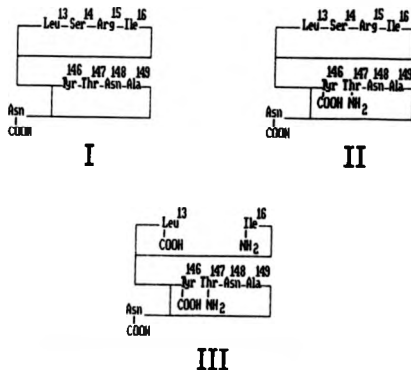 13 14 15 16
Leu-Ser-Arg-Ile
146 147 148 149
Tyr-Thr-Asn-Ala
Asn
COOH
I
13 14 15 16
Leu-Ser-Arg-Ile
146 147 148 149
Tyr Thr-Asn-Ala
COOH NH2
Asn
COOH
II
13 16
Leu Ile
COOH NH2
146 147 148 149
Tyr Thr-Asn-Ala
COOH NH2
Asn
COOH
III